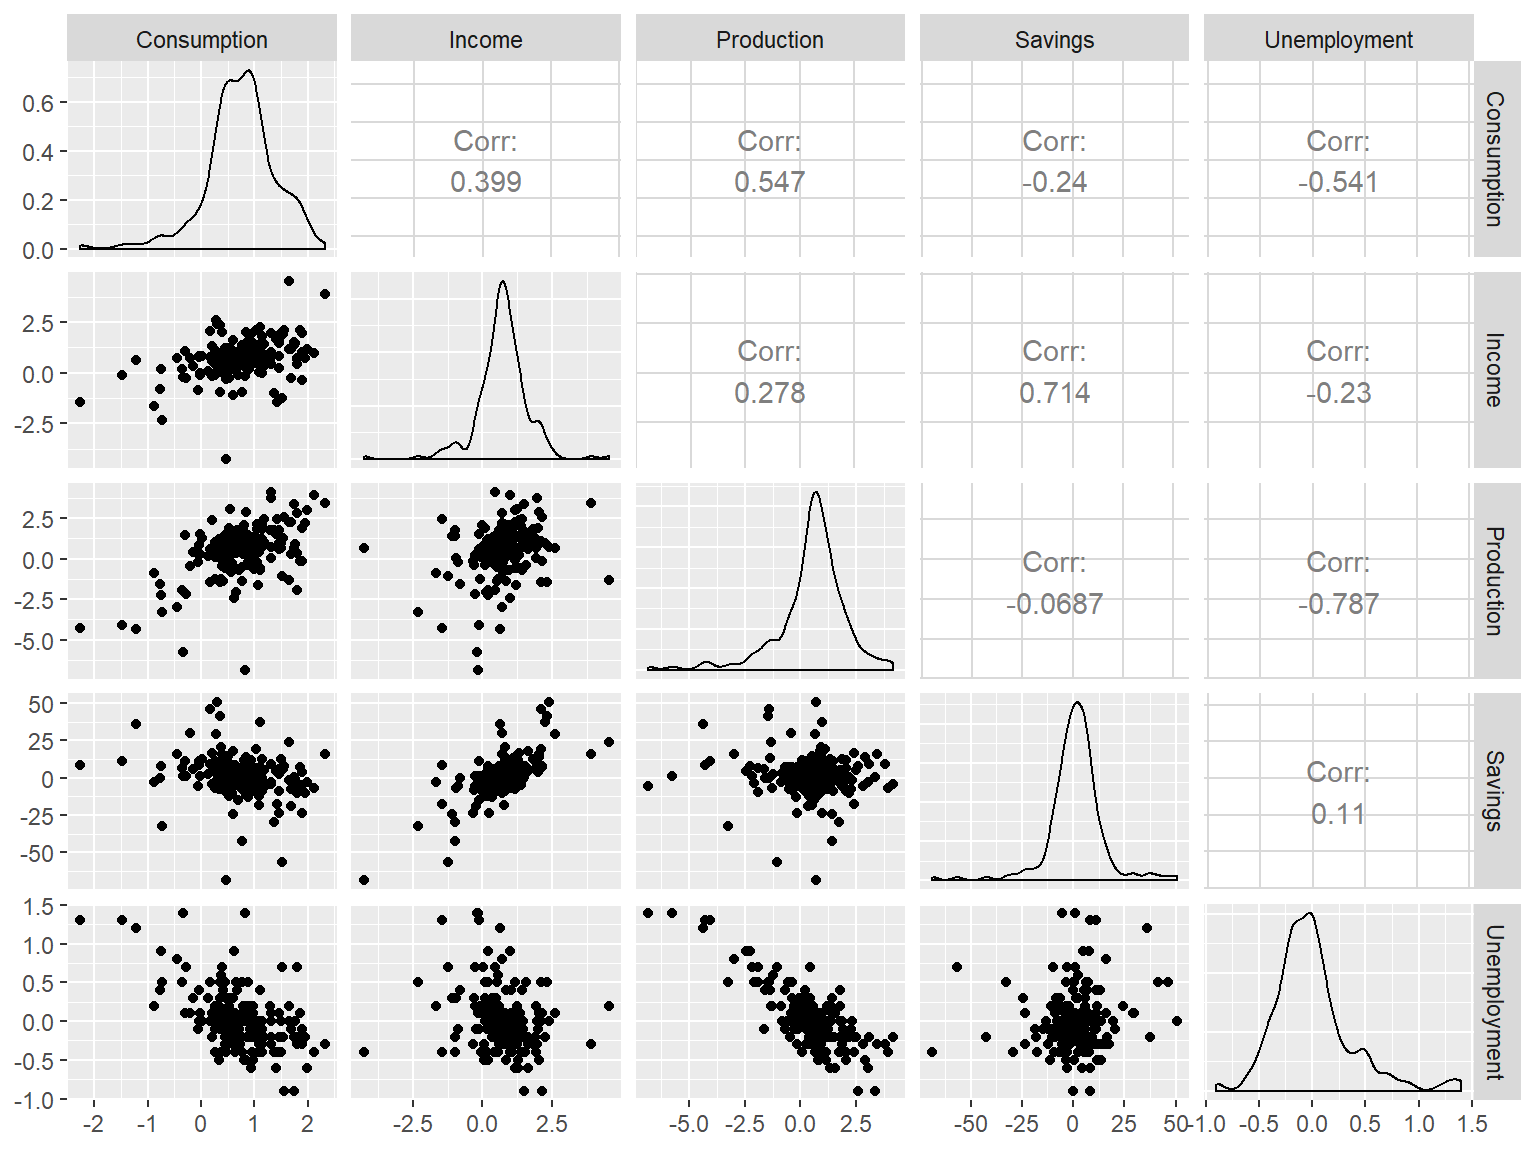 Consumption Income Production Savings Unemployment
0.6
0.4
0.2
0.0
Corr:
0.399
Corr:
0.547
Corr:
-0.24
Corr:
-0.541
Consumption
2.5
0.0
-2.5
Corr:
0.278
Corr:
0.714
Corr:
-0.23
Income
2.5
0.0
-2.5
-5.0
Corr:
-0.0687
Corr:
-0.787
Production
50
25
0
-25
-50
Corr:
0.11
Savings
1.5
1.0
0.5
0.0
-0.5
-1.0
Unemployment
-2 -1 0 1 2
-2.5 0.0 2.5
-5.0 -2.5 0.0 2.5
-50 -25 0 25 50
-1.0 -0.5 0.0 0.5 1.0 1.5